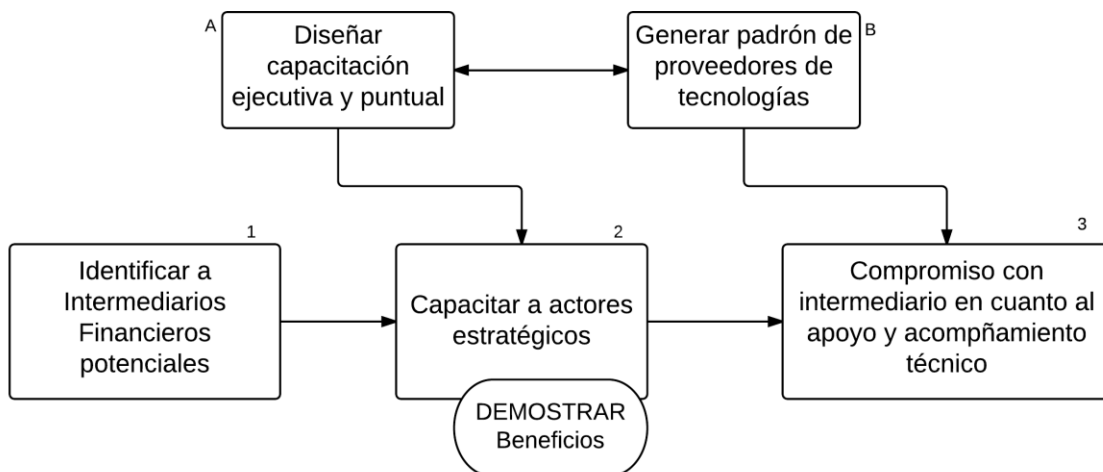 A
Diseñar
capacitación
ejecutiva y puntual
Generar padrón de
proveedores de
tecnologías
B
1
Identificar a
Intermediarios
Financieros
potenciales
2
Capacitar a actores
estratégicos
DEMOSTRAR
Beneficios
3
Compromiso con
intermediario en cuanto al
apoyo y acompñamiento
técnico